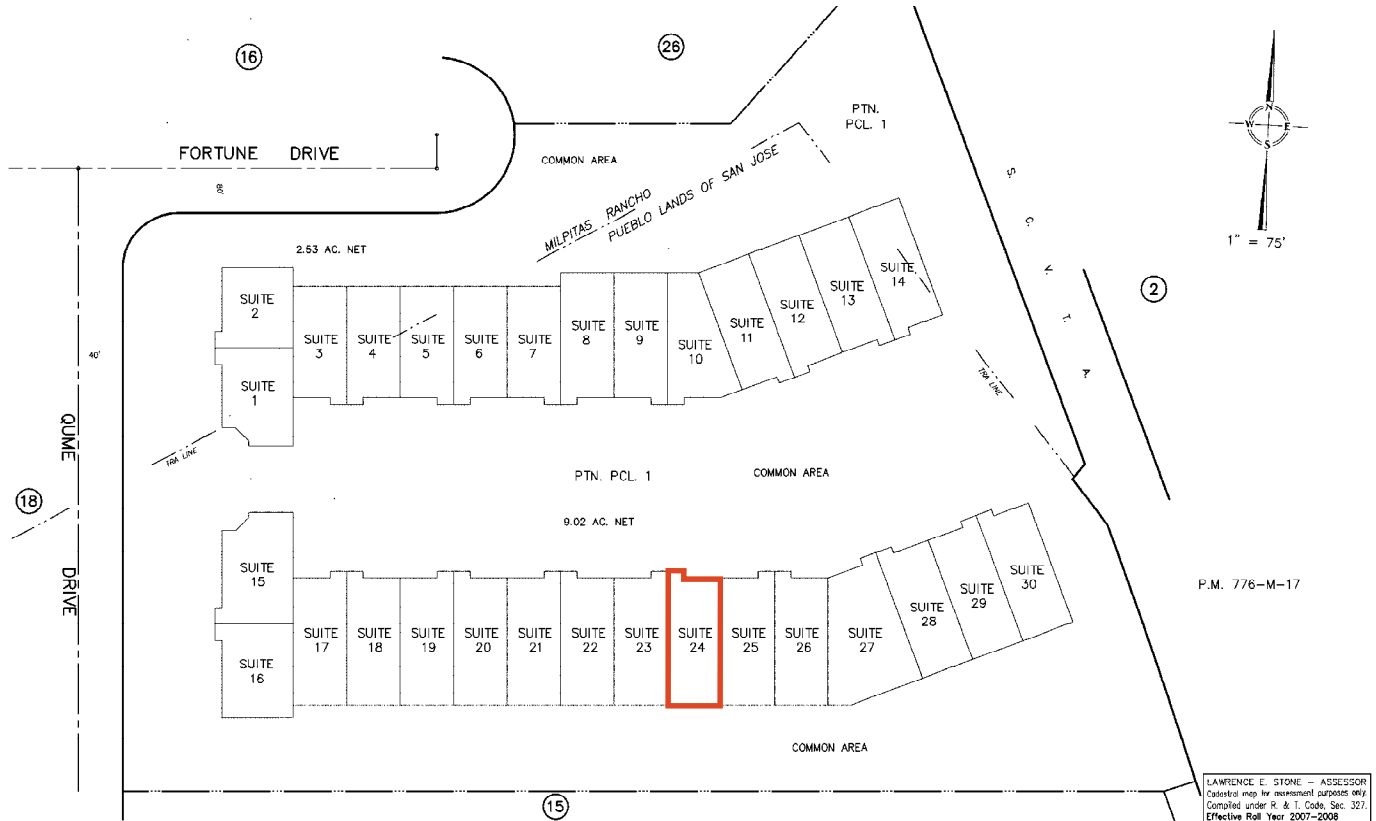 16
26
PTN.
PCL. 1
N
W E
S
1" = 75'
FORTUNE DRIVE
COMMON AREA
80'
MILPITAS RANCHO
PUEBLO LANDS OF SAN JOSE
S. C. V. T. A.
2.53 AC. NET
2
SUITE
2
SUITE
3
SUITE
4
SUITE
5
SUITE
6
SUITE
7
SUITE
8
SUITE
9
SUITE
10
SUITE
11
SUITE
12
SUITE
13
SUITE
14
40'
SUITE
1
TRA LINE
TRA LINE
QUME DRIVE
18
PTN. PCL. 1
COMMON AREA
9.02 AC. NET
SUITE
15
SUITE
16
SUITE
17
SUITE
18
SUITE
19
SUITE
20
SUITE
21
SUITE
22
SUITE
23
SUITE
24
SUITE
25
SUITE
26
SUITE
27
SUITE
28
SUITE
29
SUITE
30
P.M. 776-M-17
COMMON AREA
15
LAWRENCE E. STONE - ASSESSOR
Cadastral map for assessment purposes only.
Compiled under R. & T. Code, Sec. 327.
Effective Roll Year 2007-2008